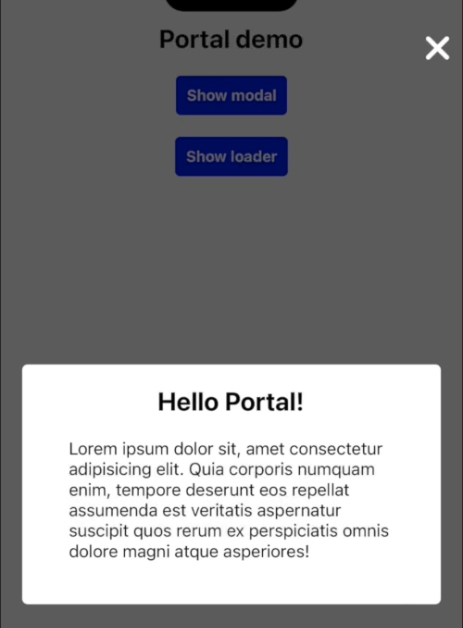 Portal demo
Show modal
Show loader
Hello Portal!
Lorem ipsum dolor sit, amet consectetur
adipisicing elit. Quia corporis numquam
enim, tempore deserunt eos repellat
assumenda est veritatis aspernatur
suscipit quos rerum ex perspiciatis omnis
dolore magni atque asperiores!